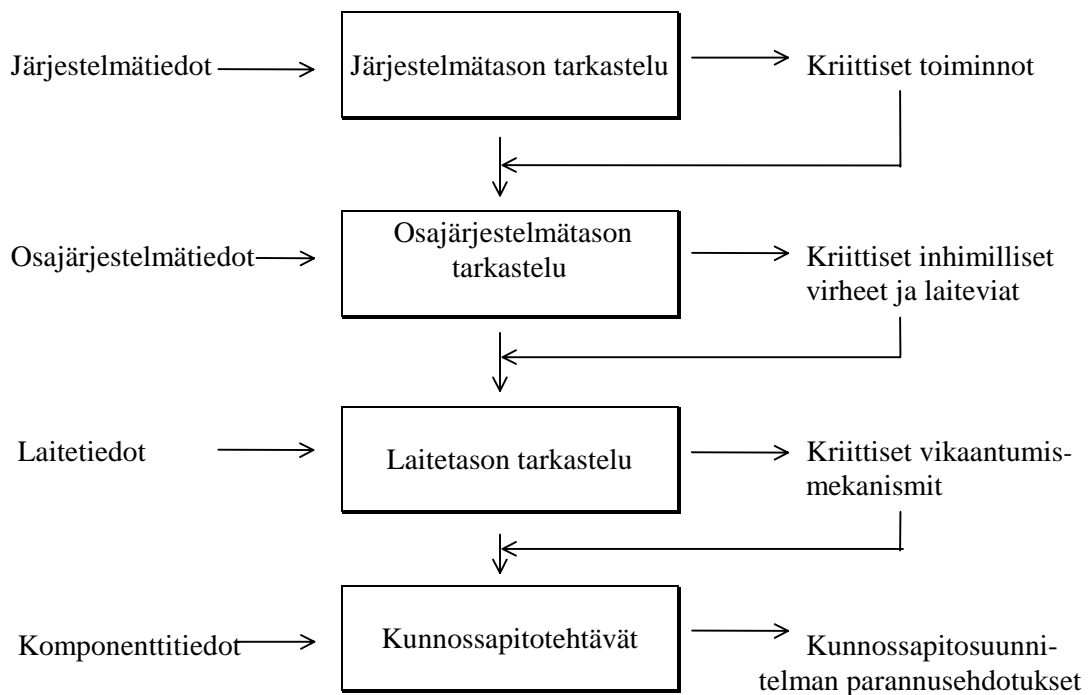 Järjestelmätiedot
Järjestelmätason tarkastelu
Kriittiset toiminnot
Osajärjestelmätiedot
Osajärjestelmätason
tarkastelu
Kriittiset inhimilliset
virheet ja laiteviat
Laitetiedot
Laitetason tarkastelu
Kriittiset vikaantumis-
mekanismit
Komponenttitiedot
Kunnossapitotehtävät
Kunnossapitosuunni-
telman parannusehdotukset